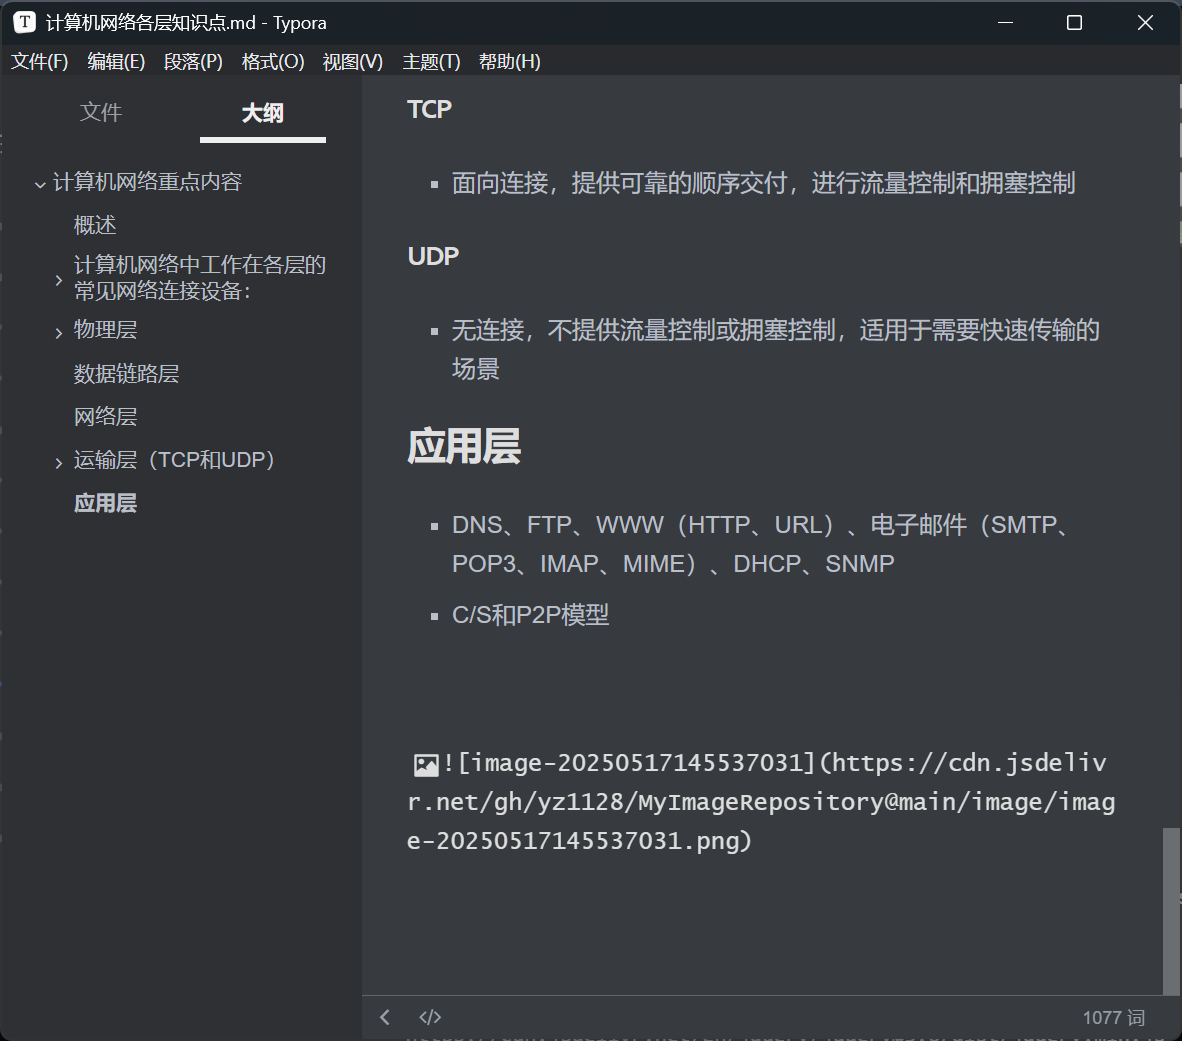 计算机网络各层知识点.md - Typora
文件(F) 编辑(E) 段落(P) 格式(O) 视图(V) 主题(T) 帮助(H)
文件 大纲
计算机网络重点内容
概述
计算机网络中工作在各层的
常见网络连接设备：
物理层
数据链路层
网络层
运输层（TCP和UDP）
应用层
TCP
面向连接，提供可靠的顺序交付，进行流量控制和拥塞控制
UDP
无连接，不提供流量控制或拥塞控制，适用于需要快速传输的
场景
应用层
DNS、FTP、WWW（HTTP、URL）、电子邮件（SMTP、
POP3、IMAP、MIME）、DHCP、SNMP
C/S和P2P模型
![image-20250517145537031](https://cdn.jsdeliv
r.net/gh/yz1128/MyImageRepository@main/image/imag
e-20250517145537031.png)
1077 词